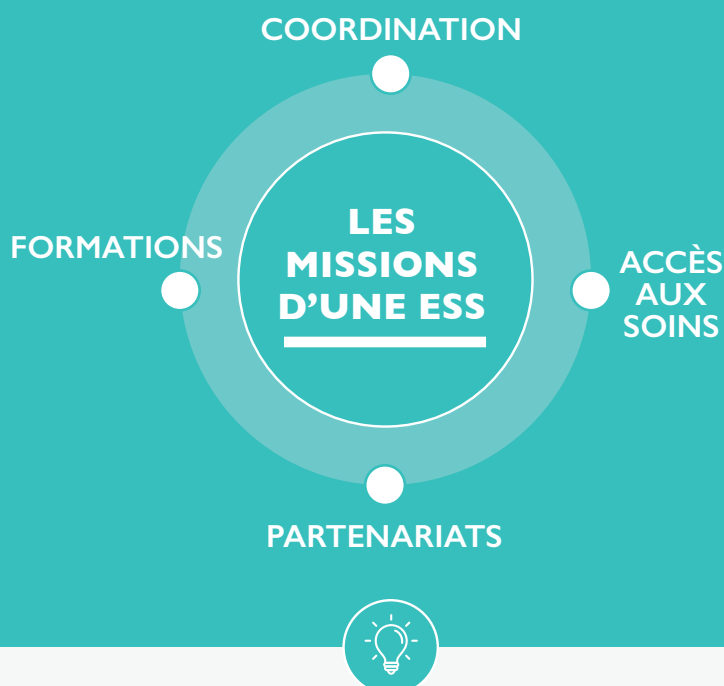 COORDINATION
FORMATIONS
LES
MISSIONS
D’UNE ESS
ACCÈS
AUX
SOINS
PARTENARIATS